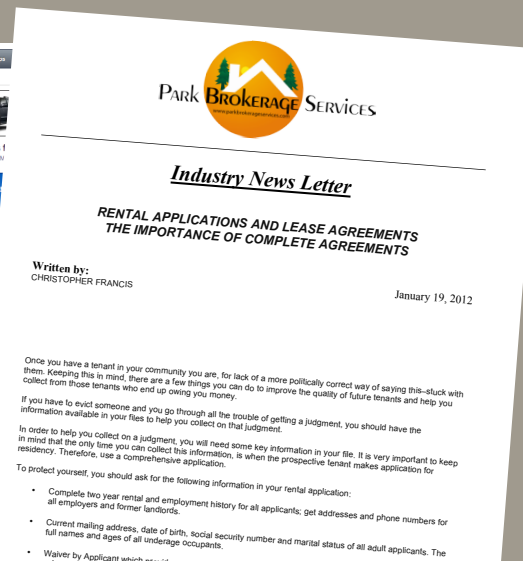 PARK BROKERAGE SERVICES
www.parkbrokerageservices.com
Industry News Letter
RENTAL APPLICATIONS AND LEASE AGREEMENTS
THE IMPORTANCE OF COMPLETE AGREEMENTS
Written by:
CHRISTOPHER FRANCIS
January 19, 2012
Once you have a tenant in your community you are, for lack of a more politically correct way of saying this–stuck with
them. Keeping this in mind, there are a few things you can do to improve the quality of future tenants and help you
collect from those tenants who end up owing you money.
If you have to evict someone and you go through all the trouble of getting a judgment, you should have the
information available in your files to help you collect on that judgment.
In order to help you collect on a judgment, you will need some key information in your file. It is very important to keep
in mind that the only time you can collect this information, is when the prospective tenant makes application for
residency. Therefore, use a comprehensive application.
To protect yourself, you should ask for the following information in your rental application:
• Complete two year rental and employment history for all applicants; get addresses and phone numbers for
all employers and former landlords.
• Current mailing address, date of birth, social security number and marital status of all adult applicants. The
full names and ages of all underage occupants.
• Waiver by Applicant which